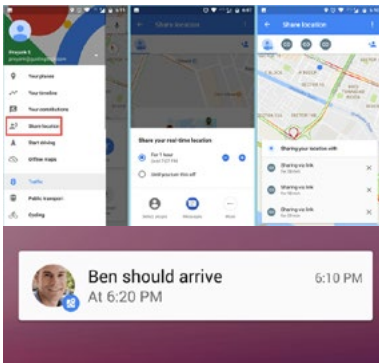 Your places
Your timeline
Your contributions
Share location
Start driving
Offline maps
Traffic
Public transport
Cycling
Share location
Share your real-time location
For 1 hour
Until you turn this off
Select people
Messages
More
Share location
Sharing your location with
Sharing via link
Sharing via link
Sharing via link
Ben should arrive
6:10 PM
At 6:20 PM